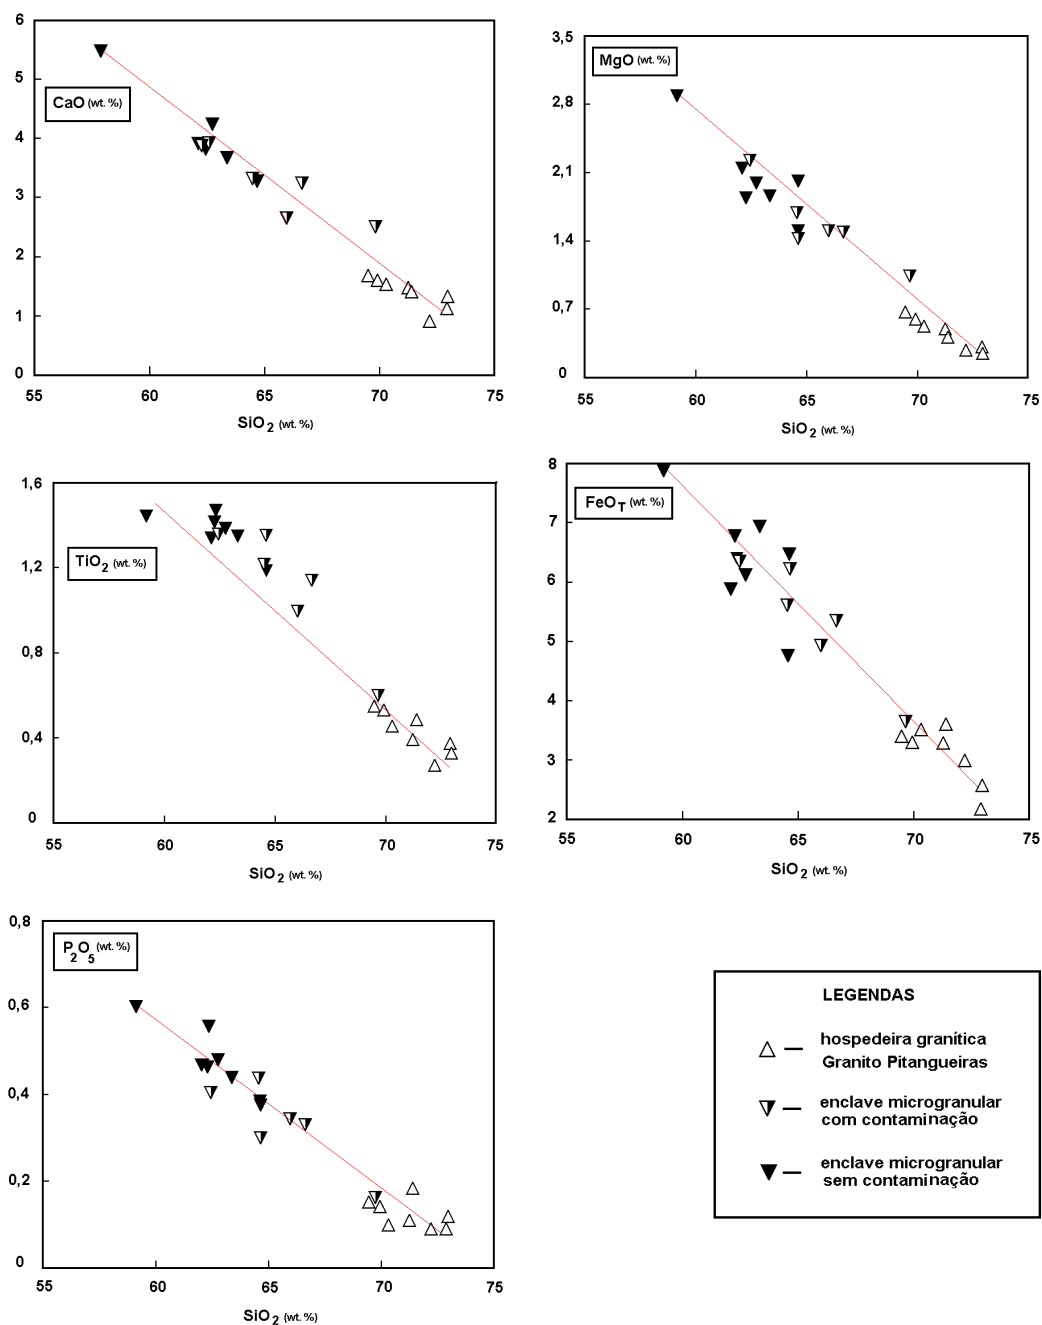 6
5
4
3
2
1
0
CaO (wt. %)
55 60 65 70 75
SiO2 (wt. %)
3,5
2,8
2,1
1,4
0,7
0
MgO (wt. %)
55 60 65 70 75
SiO2 (wt. %)
1,6
1,2
0,8
0,4
0
TiO2 (wt. %)
55 60 65 70 75
SiO2 (wt. %)
8
7
6
5
4
3
2
FeOT (wt. %)
55 60 65 70 75
SiO2 (wt. %)
0,8
0,6
0,4
0,2
0
P2O5 (wt. %)
55 60 65 70 75
SiO2 (wt. %)
LEGENDAS
hospedeira granítica
Granito Pitangueiras
enclave microgranular
com contaminação
enclave microgranular
sem contaminação